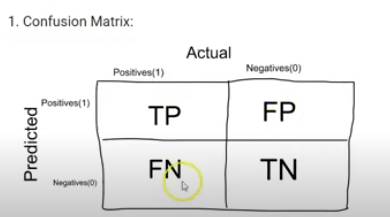 1. Confusion Matrix:
Actual
Positives(1)
Negatives(0)
Predicted
Positives(1)
TP
FP
Negatives(0)
FN
TN